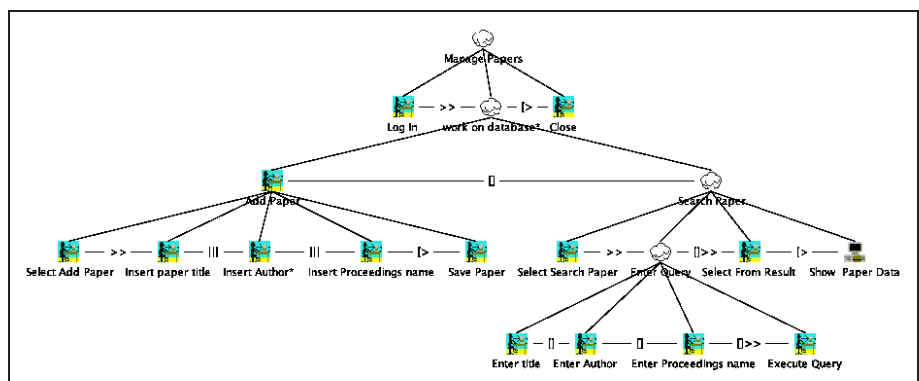 Manage Papers
>> [>
Log In work on database* Close
[]
Add Paper Search Paper
>> ||| ||| [> >> []>> [>
Select Add Paper Insert paper title Insert Author* Insert Proceedings name Save Paper Select Search Paper Enter Query Select From Result Show Paper Data
[] [] []>>
Enter title Enter Author Enter Proceedings name Execute Query